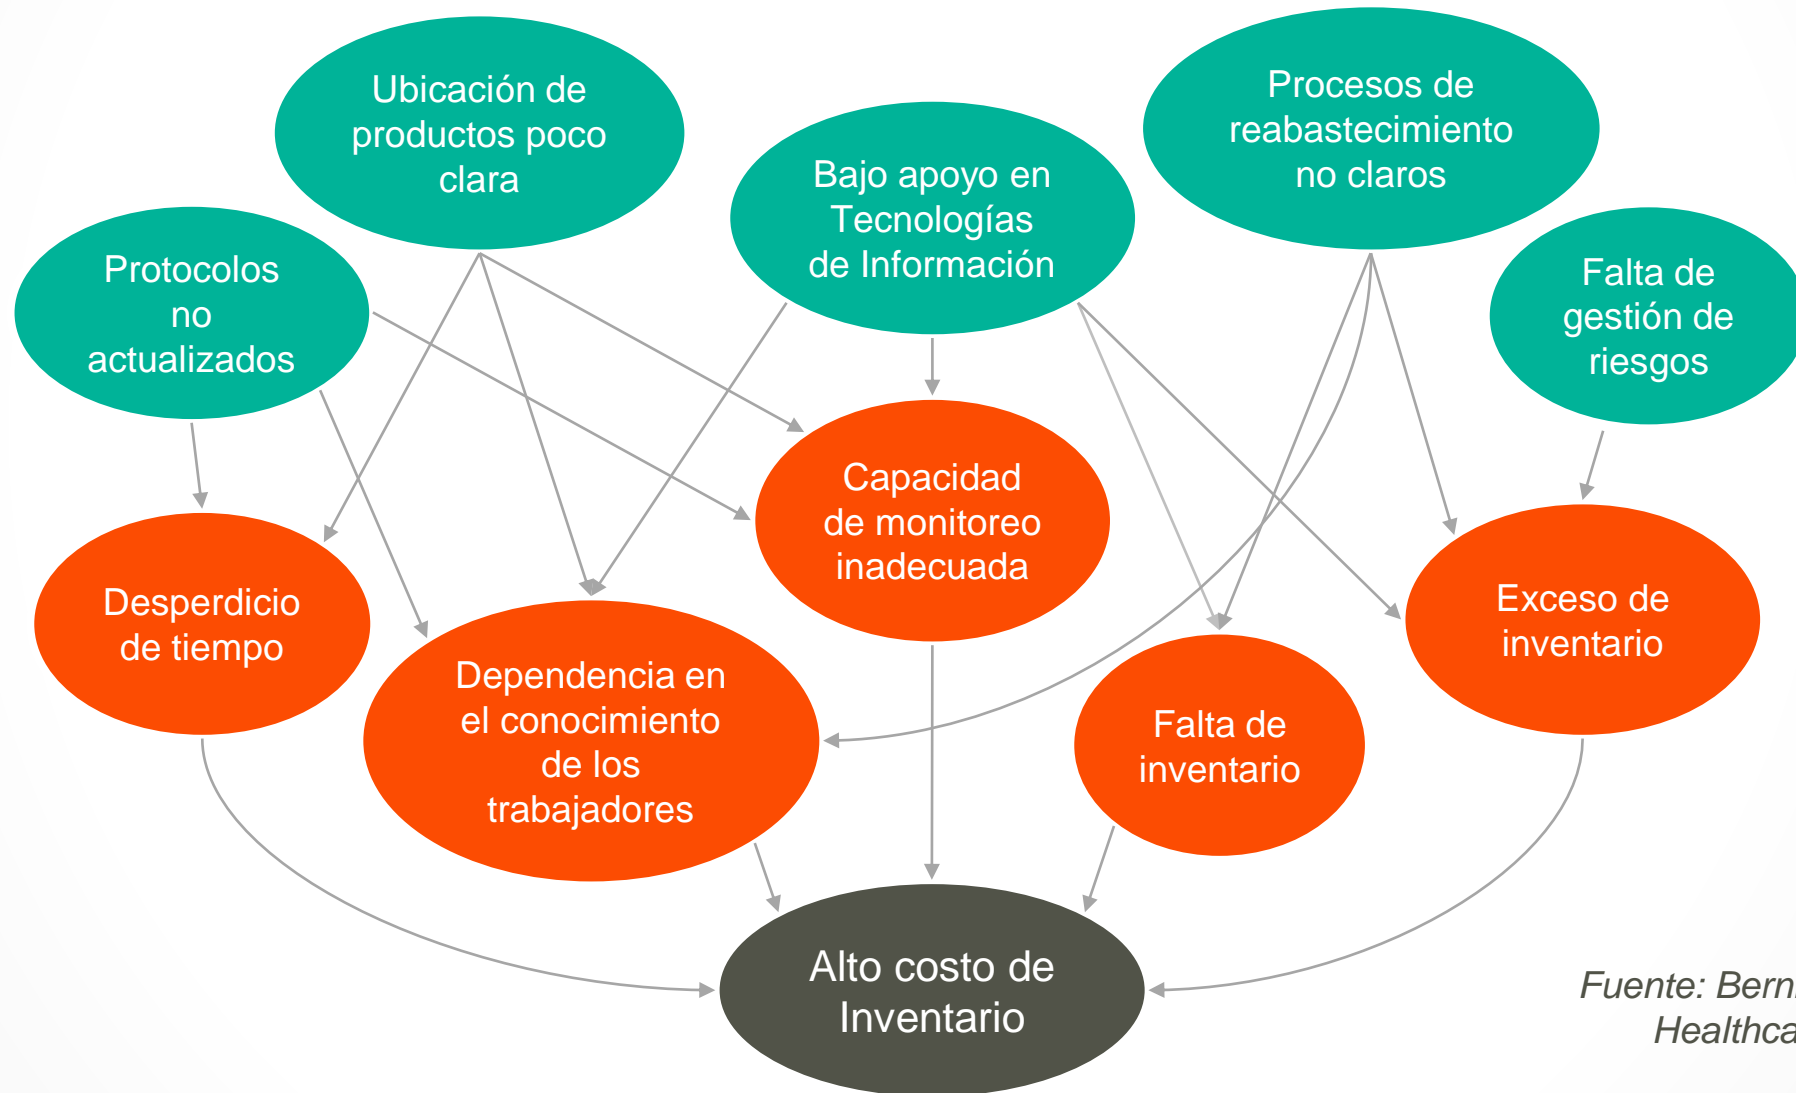 Ubicación de
productos poco
clara
Procesos de
reabastecimiento
no claros
Bajo apoyo en
Tecnologías
de Información
Protocolos
no
actualizados
Falta de
gestión de
riesgos
Capacidad
de monitoreo
inadecuada
Desperdicio
de tiempo
Exceso de
inventario
Dependencia en
el conocimiento
de los
trabajadores
Falta de
inventario
Alto costo de
Inventario
Fuente: